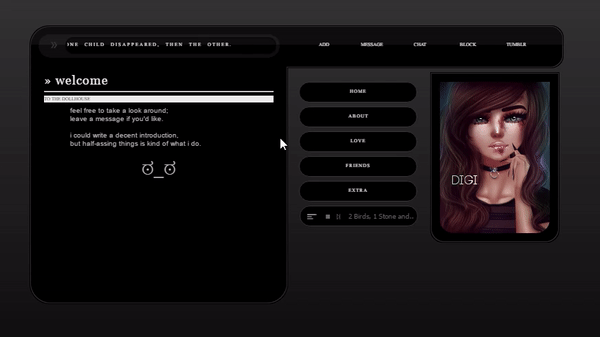 » ONE CHILD DISAPPEARED, THEN THE OTHER.
ADD MESSAGE CHAT BLOCK TUMBLR
» welcome
TO THE DOLLHOUSE
feel free to take a look around;
leave a message if you'd like.
i could write a decent introduction,
but half-assing things is kind of what i do.
ಠ_ಠ
HOME
ABOUT
LOVE
FRIENDS
EXTRA
2 Birds, 1 Stone and..
DIGI